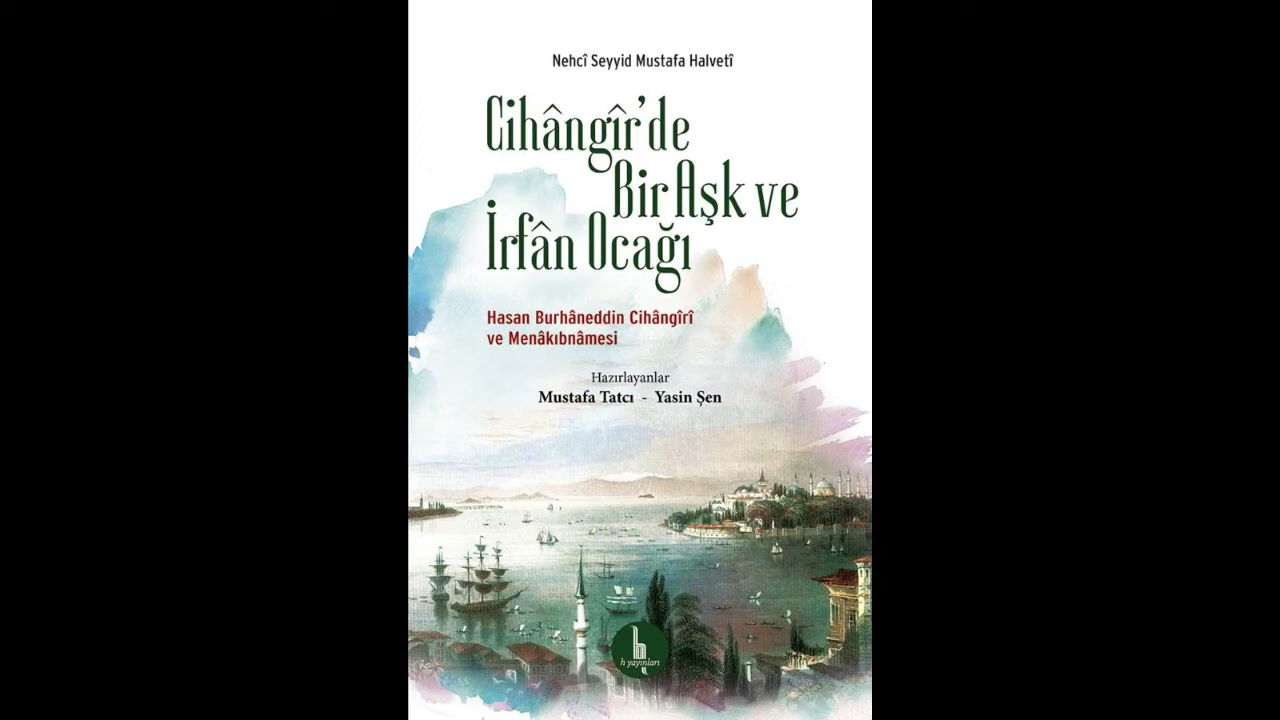 Nehcî Seyyid Mustafa Halvetî
Cihângîr'de
Bir Aşk ve
İrfân Ocağı
Hasan Burhâneddin Cihângîrî
ve Menâkıbnâmesi
Hazırlayanlar
Mustafa Tatcı - Yasin Şen
h yayınları